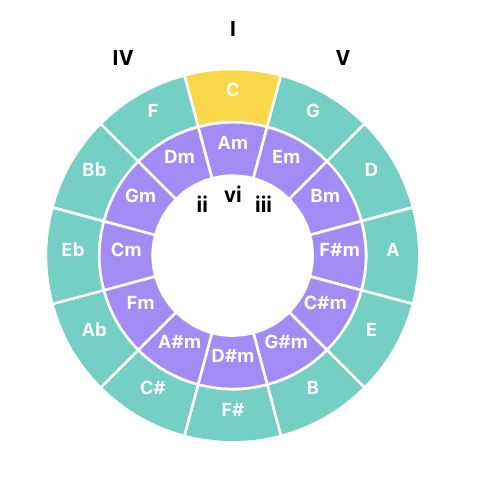 I
IV V
C
F G
Bb D
Eb A
Ab E
C# B
F#
Am
Dm Em
Gm Bm
Cm F#m
Fm C#m
A#m G#m
D#m
ii vi iii